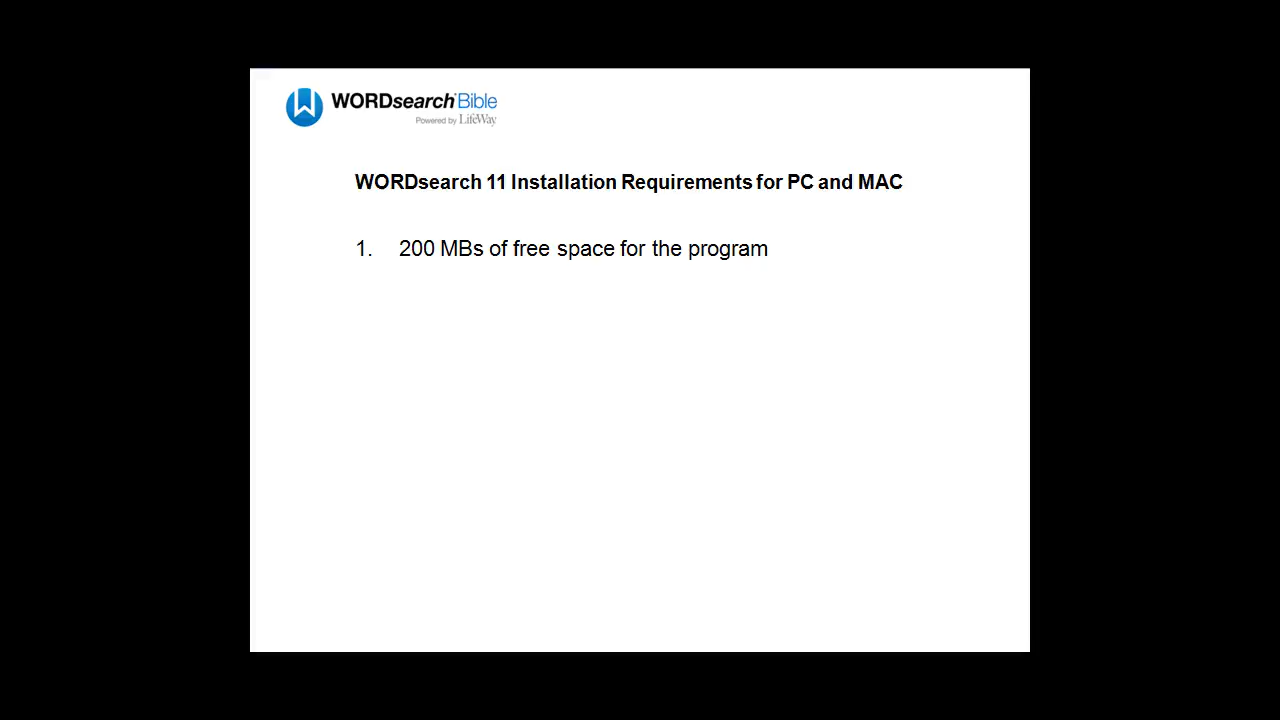 WORDsearch Bible
Powered by LifeWay
WORDsearch 11 Installation Requirements for PC and MAC
1. 200 MBs of free space for the program